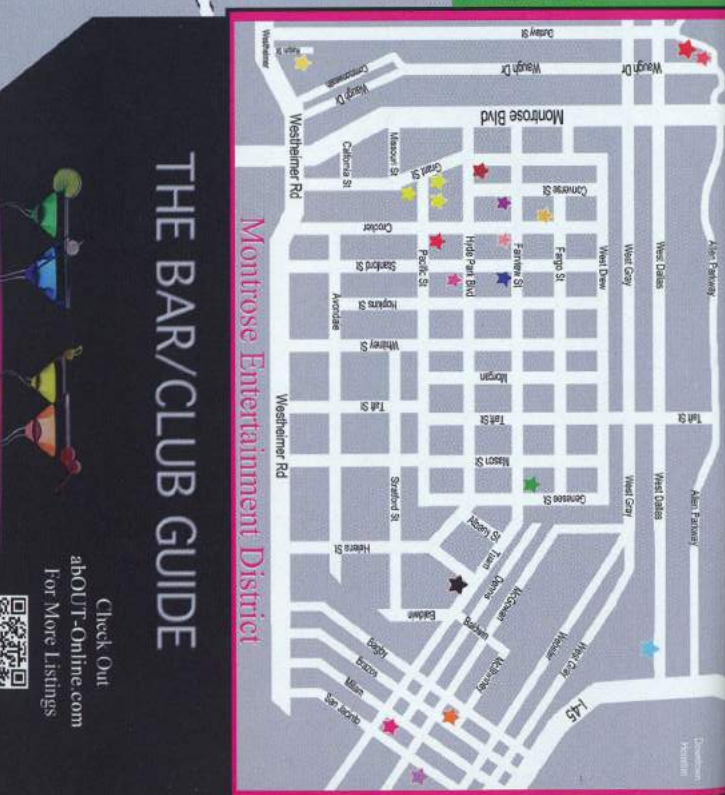 Allen Parkway
Allen Parkway
West Dallas
West Dallas
West Gray
West Gray
West Gray
West Drew
Fargo St
Fairview St
Hyde Park Blvd
Pacific St
Grant St
Missouri St
Stratford St
Avondae
Westheimer Rd
Westheimer Rd
Westheimer
Dunlavy St
Waugh Dr
Waugh Dr
Waugh Dr
Commonwealth
Montrose Blvd
Converse St
Crocker
Stanford St
Hopkins St
Whitney St
Morgan
Taft St
Taft St
Taft St
Mason St
Genesee St
Helena St
Albany St
Tuam
Dennis
McGowen
Baldwin
Baldwin
Webster
Bagby
Brazos
Milam
San Jacinto
I-45
Downtown
Houston
Montrose Entertainment District
THE BAR/CLUB GUIDE
Check Out
abOUT-Online.com
For More Listings